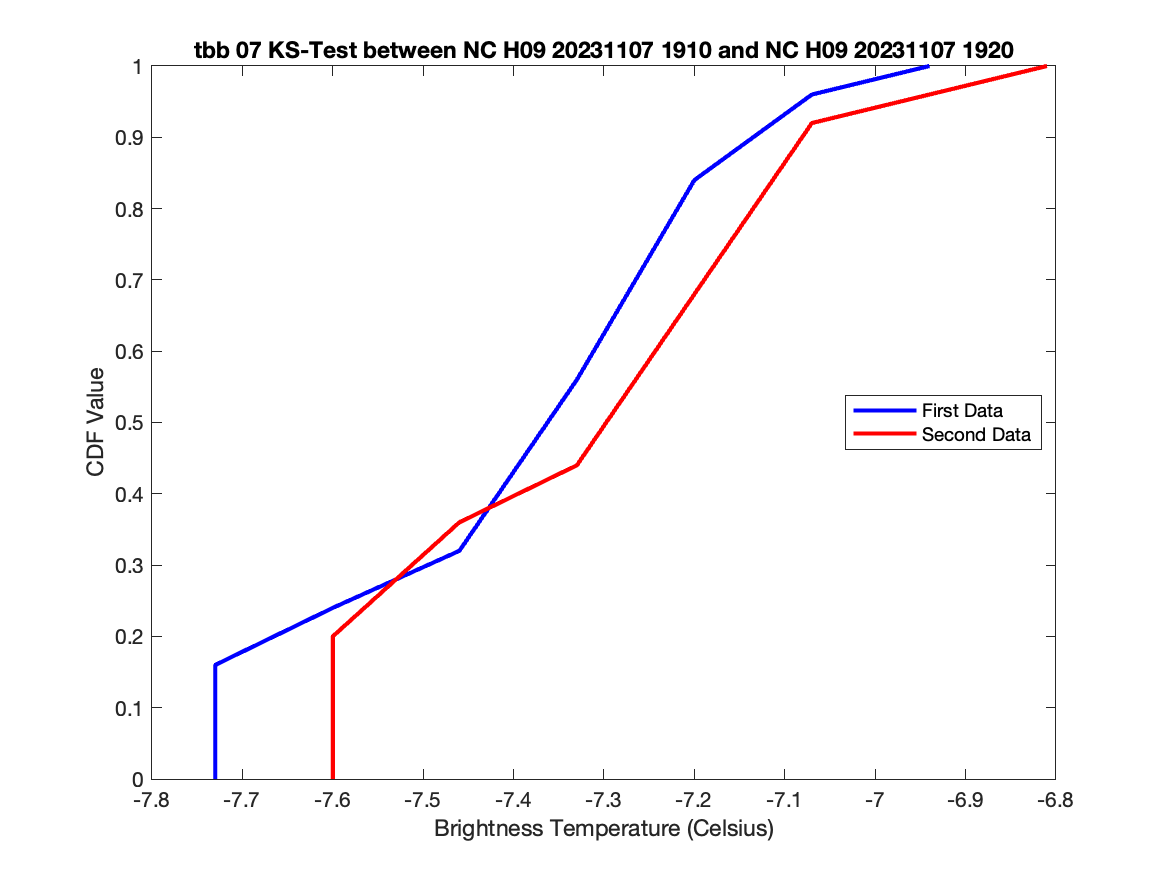 tbb 07 KS-Test between NC H09 20231107 1910 and NC H09 20231107 1920
1
0.9
0.8
0.7
0.6
0.5
0.4
0.3
0.2
0.1
0
CDF Value
First Data
Second Data
-7.8 -7.7 -7.6 -7.5 -7.4 -7.3 -7.2 -7.1 -7 -6.9 -6.8
Brightness Temperature (Celsius)